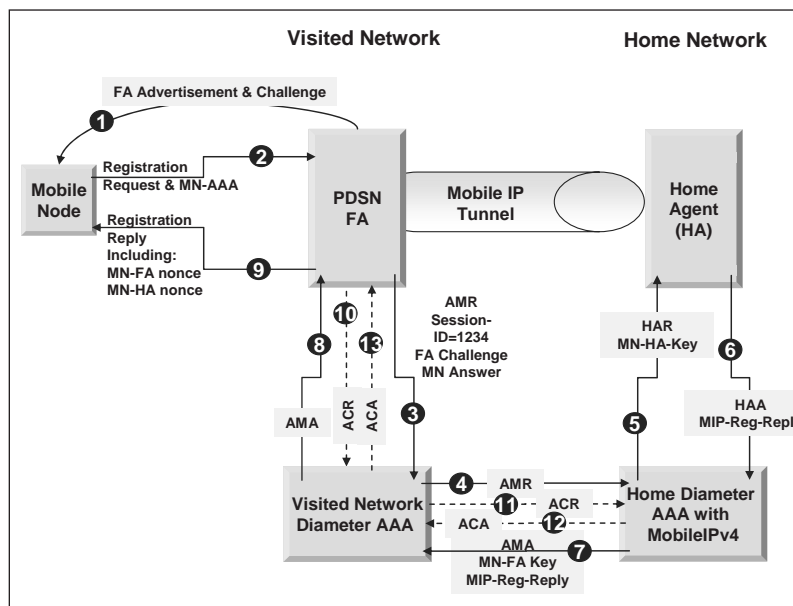 Visited Network
Home Network
FA Advertisement & Challenge
1
Registration
Request & MN-AAA
2
Mobile
Node
PDSN
FA
Mobile IP
Tunnel
Home
Agent
(HA)
Registration
Reply
Including:
MN-FA nonce
MN-HA nonce
9
10
13
8
AMR
Session-
ID=1234
FA Challenge
MN Answer
3
HAR
MN-HA-Key
6
5
HAA
MIP-Reg-Reply
AMA
ACR
ACA
4
AMR
11
ACR
ACA
12
AMA
7
MN-FA Key
MIP-Reg-Reply
Visited Network
Diameter AAA
Home Diameter
AAA with
MobileIPv4